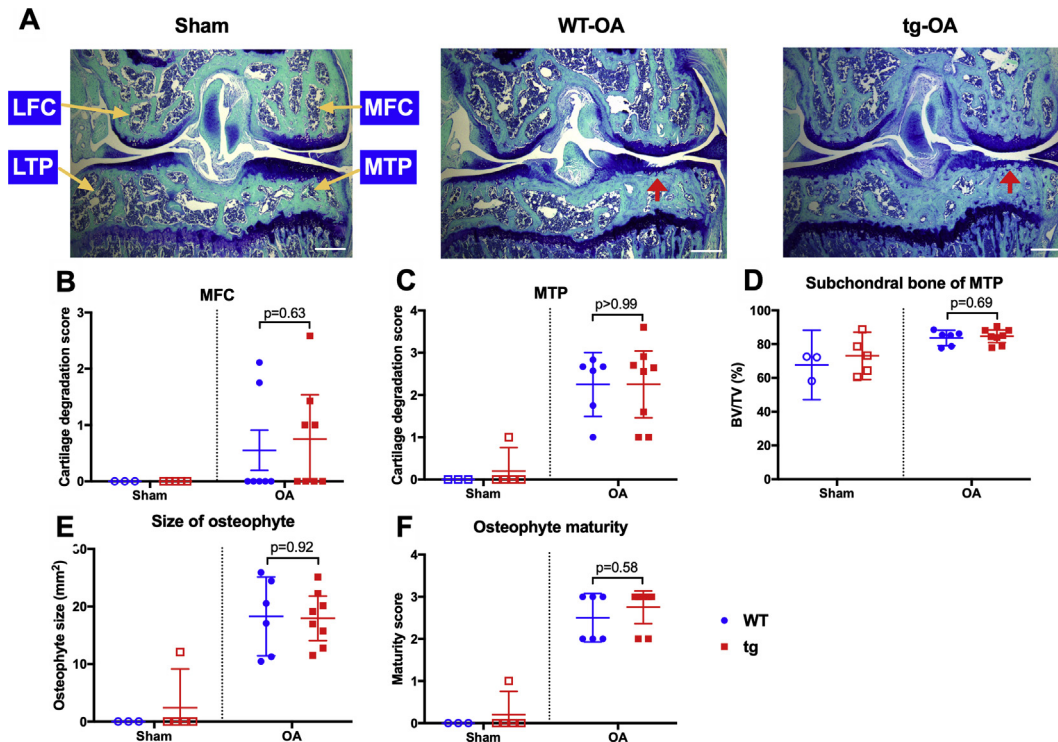 A
Sham
WT-OA
tg-OA
LFC
MFC
LTP
MTP
B
MFC
Cartilage degradation score
3
2
1
0
p=0.63
Sham
OA
C
MTP
Cartilage degradation score
4
3
2
1
0
p>0.99
Sham
OA
D
Subchondral bone of MTP
BV/TV (%)
100
80
60
40
20
0
p=0.69
Sham
OA
E
Size of osteophyte
Osteophyte size (mm²)
30
20
10
0
p=0.92
Sham
OA
F
Osteophyte maturity
Maturity score
4
3
2
1
0
p=0.58
Sham
OA
WT
tg